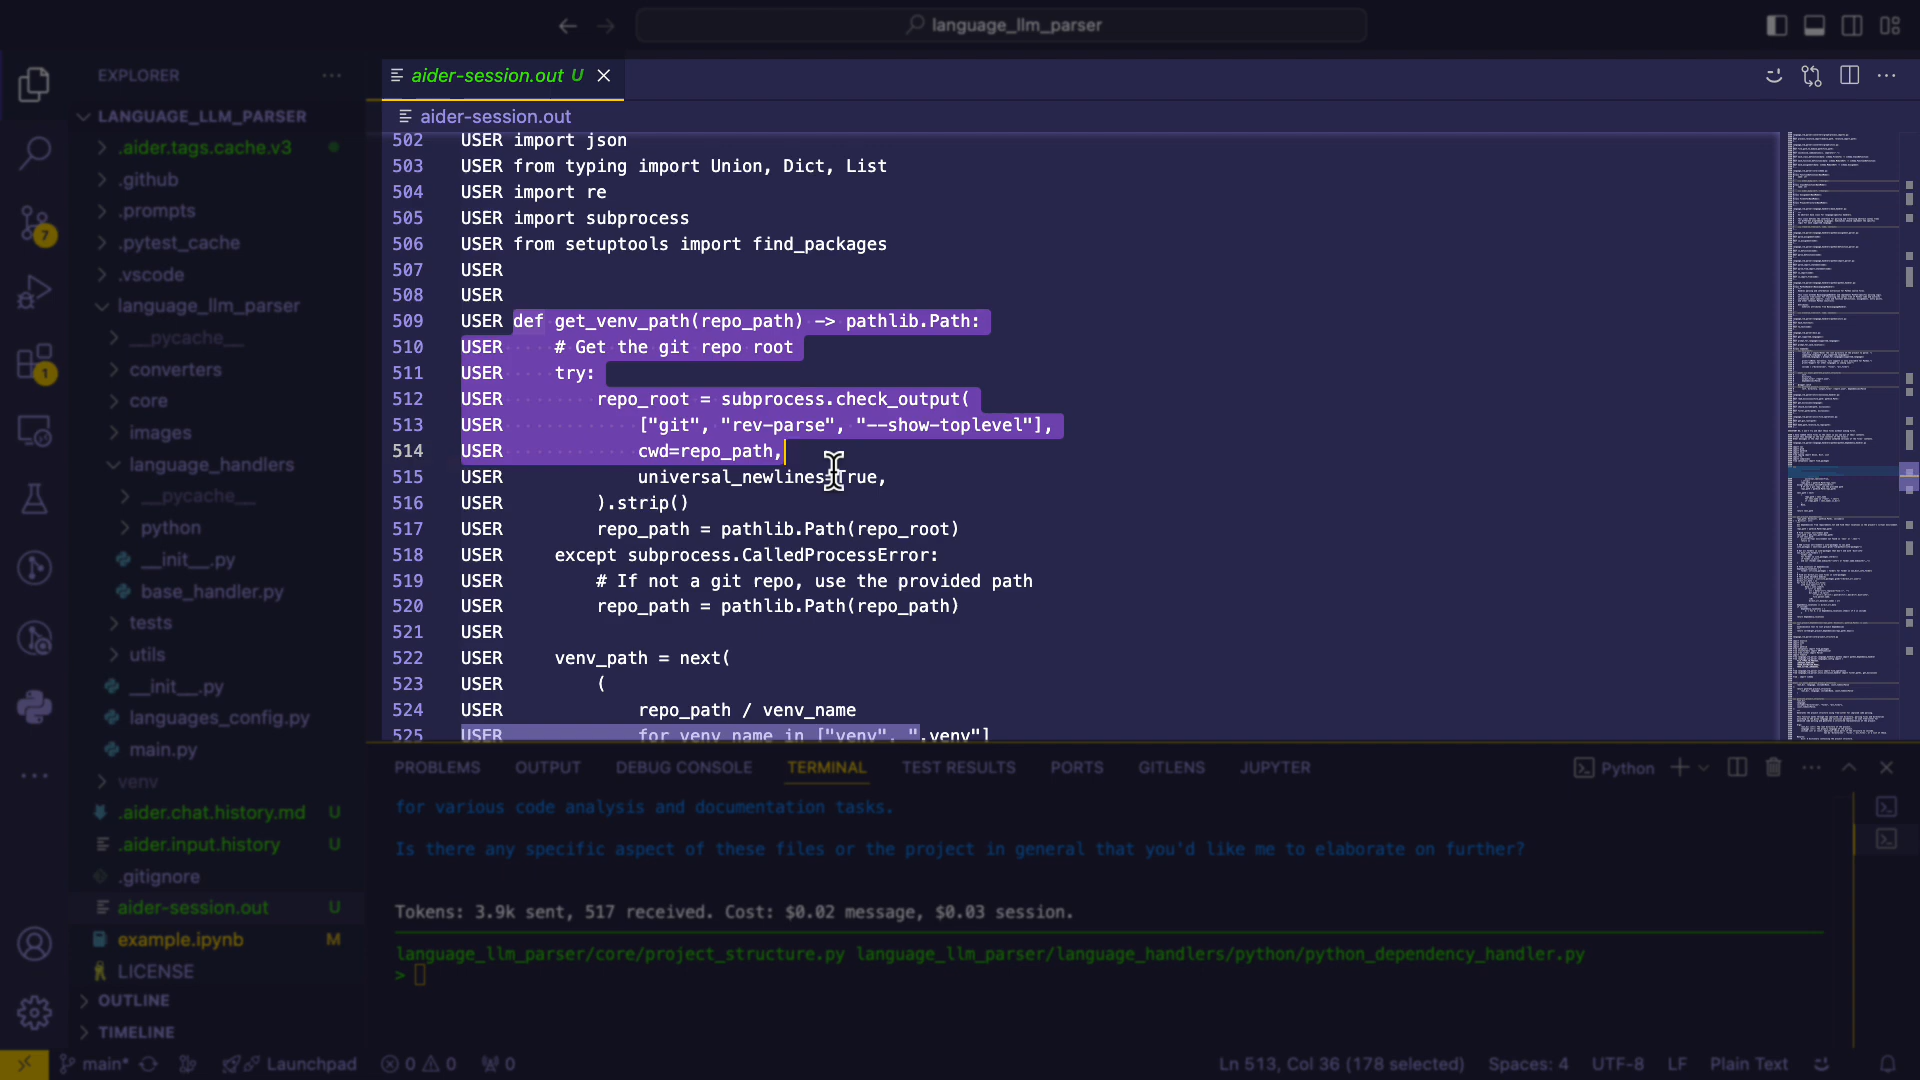 language_llm_parser
EXPLORER
LANGUAGE_LLM_PARSER
.aider.tags.cache.v3
.github
.prompts
.pytest_cache
.vscode
language_llm_parser
__pycache__
converters
core
images
language_handlers
__pycache__
python
__init__.py
base_handler.py
tests
utils
__init__.py
languages_config.py
main.py
venv
.aider.chat.history.md U
.aider.input.history U
.gitignore
aider-session.out U
example.ipynb M
LICENSE
OUTLINE
TIMELINE
7
1
aider-session.out U
aider-session.out
502 USER import json
503 USER from typing import Union, Dict, List
504 USER import re
505 USER import subprocess
506 USER from setuptools import find_packages
507 USER
508 USER
509 USER def get_venv_path(repo_path) -> pathlib.Path:
510 USER     # Get the git repo root
511 USER     try:
512 USER         repo_root = subprocess.check_output(
513 USER             ["git", "rev-parse", "--show-toplevel"],
514 USER             cwd=repo_path,
515 USER             universal_newlines=True,
516 USER         ).strip()
517 USER         repo_path = pathlib.Path(repo_root)
518 USER     except subprocess.CalledProcessError:
519 USER         # If not a git repo, use the provided path
520 USER         repo_path = pathlib.Path(repo_path)
521 USER
522 USER     venv_path = next(
523 USER         (
524 USER             repo_path / venv_name
525 USER             for venv_name in ["venv", ".venv"]
PROBLEMS OUTPUT DEBUG CONSOLE TERMINAL TEST RESULTS PORTS GITLENS JUPYTER
Python
for various code analysis and documentation tasks.
Is there any specific aspect of these files or the project in general that you'd like me to elaborate on further?
Tokens: 3.9k sent, 517 received. Cost: $0.02 message, $0.03 session.
language_llm_parser/core/project_structure.py language_llm_parser/language_handlers/python/python_dependency_handler.py
>
main* Launchpad 0 0 0
Ln 513, Col 36 (178 selected) Spaces: 4 UTF-8 LF Plain Text